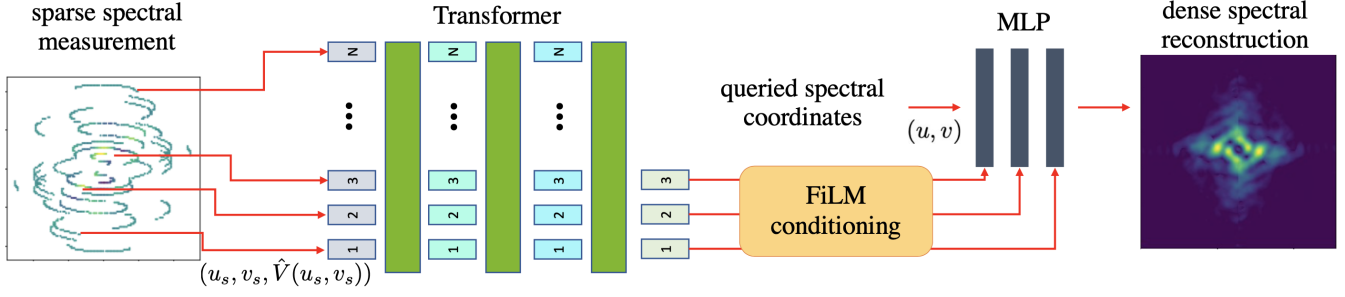 sparse spectral
measurement
Transformer
MLP
dense spectral
reconstruction
N N N
queried spectral
coordinates
(u, v)
3 3 3 3
2 2 2 2
1 1 1 1
FiLM
conditioning
(u_s, v_s, V̂(u_s, v_s))